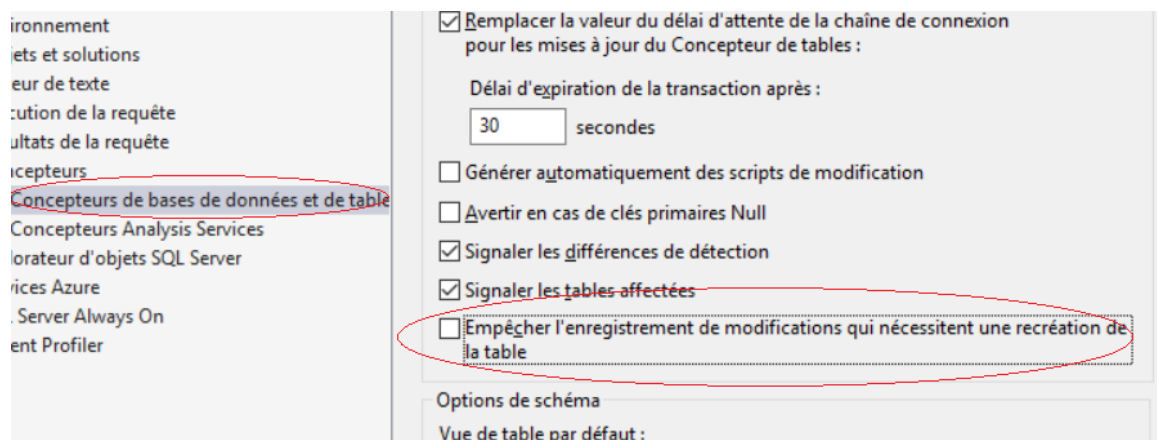 ironnement
jets et solutions
eur de texte
cution de la requête
ultats de la requête
ncepteurs
Concepteurs de bases de données et de table
Concepteurs Analysis Services
lorateur d'objets SQL Server
vices Azure
Server Always On
ent Profiler
Remplacer la valeur du délai d'attente de la chaîne de connexion
pour les mises à jour du Concepteur de tables :
Délai d'expiration de la transaction après :
30 secondes
Générer automatiquement des scripts de modification
Avertir en cas de clés primaires Null
Signaler les différences de détection
Signaler les tables affectées
Empêcher l'enregistrement de modifications qui nécessitent une recréation de
la table
Options de schéma
Vue de table par défaut :